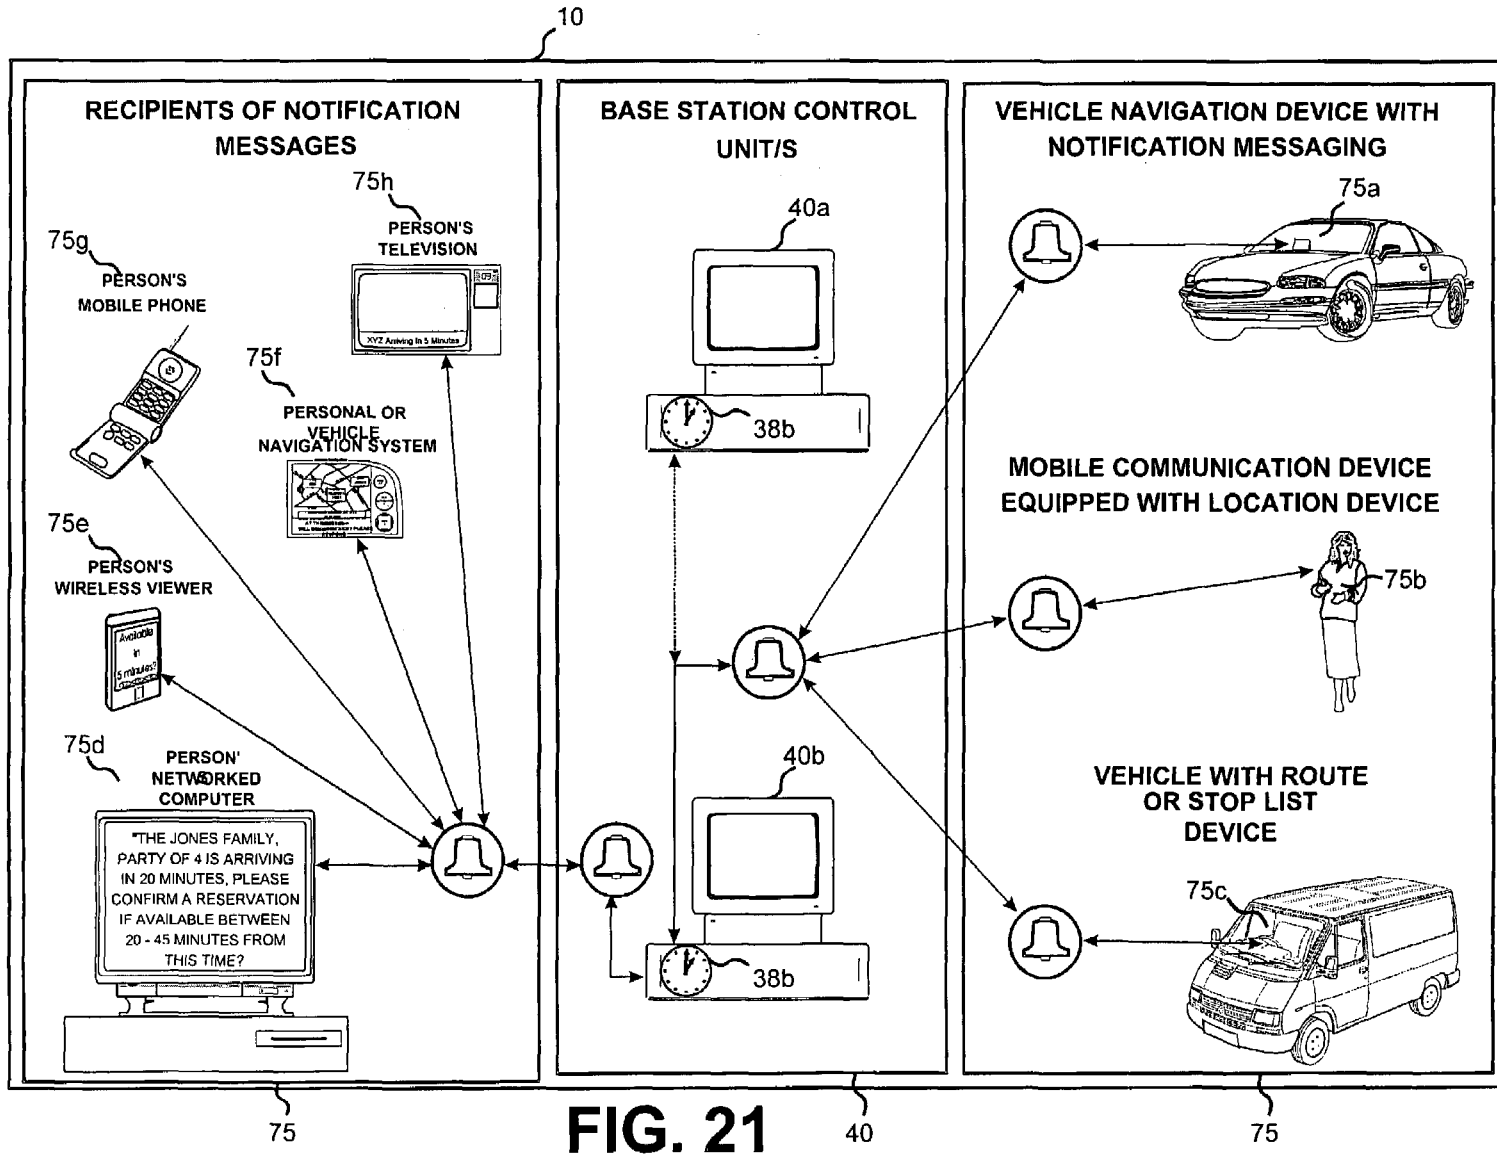 10
RECIPIENTS OF NOTIFICATION
MESSAGES
75h
PERSON'S
TELEVISION
XYZ Arriving In 5 Minutes
75g
PERSON'S
MOBILE PHONE
75f
PERSONAL OR
VEHICLE
NAVIGATION SYSTEM
75e
PERSON'S
WIRELESS VIEWER
Available
in
5 minutes?
75d
PERSON'
S
NETWORKED
COMPUTER
"THE JONES FAMILY,
PARTY OF 4 IS ARRIVING
IN 20 MINUTES, PLEASE
CONFIRM A RESERVATION
IF AVAILABLE BETWEEN
20 - 45 MINUTES FROM
THIS TIME?
75
BASE STATION CONTROL
UNIT/S
40a
38b
40b
38b
40
VEHICLE NAVIGATION DEVICE WITH
NOTIFICATION MESSAGING
75a
MOBILE COMMUNICATION DEVICE
EQUIPPED WITH LOCATION DEVICE
75b
VEHICLE WITH ROUTE
OR STOP LIST
DEVICE
75c
75
FIG. 21